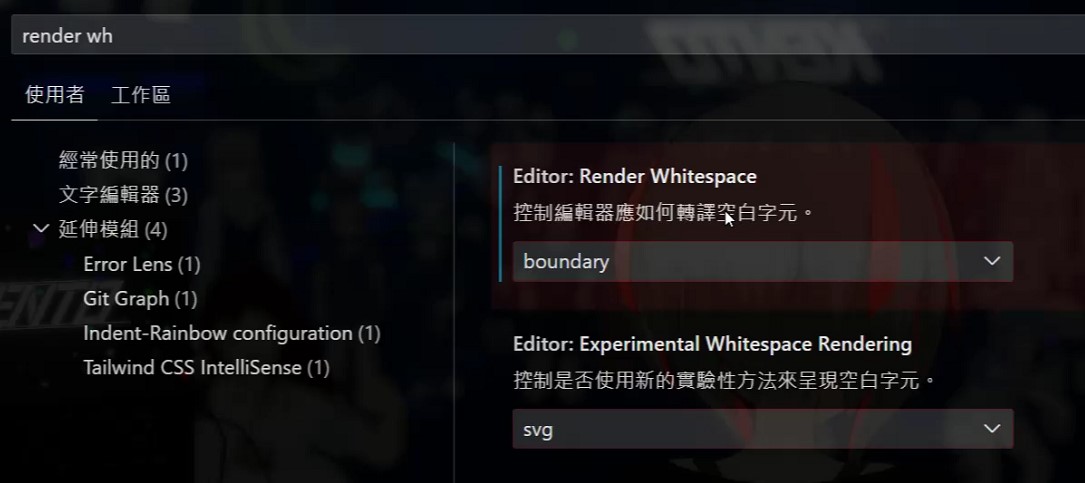 render wh
使用者 工作區
經常使用的 (1)
文字編輯器 (3)
延伸模組 (4)
Error Lens (1)
Git Graph (1)
Indent-Rainbow configuration (1)
Tailwind CSS IntelliSense (1)
Editor: Render Whitespace
控制編輯器應如何轉譯空白字元。
boundary
Editor: Experimental Whitespace Rendering
控制是否使用新的實驗性方法來呈現空白字元。
svg